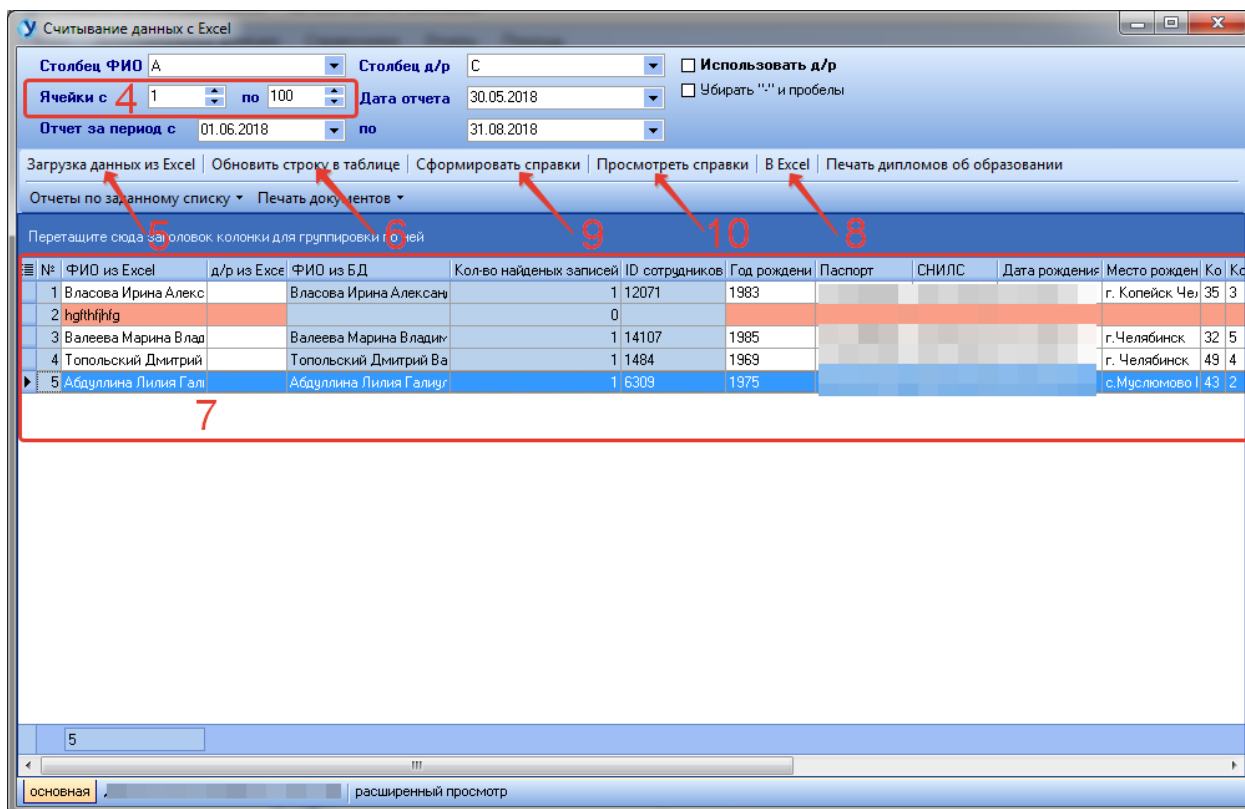 Считывание данных с Excel
Столбец ФИО A Столбец д/р C Использовать д/р
Ячейки с 4 1 по 100 Дата отчета 30.05.2018 Убирать "-" и пробелы
Отчет за период с 01.06.2018 по 31.08.2018
Загрузка данных из Excel Обновить строку в таблице Сформировать справки Просмотреть справки В Excel Печать дипломов об образовании
Отчеты по заданному списку Печать документов
5 6 9 10 8
Перетащите сюда заголовок колонки для группировки по ней
№ ФИО из Excel д/р из Exce ФИО из БД Кол-во найденых записей ID сотрудников Год рождени Паспорт СНИЛС Дата рождения Место рожден Ко Кс
1 Власова Ирина Алекс Власова Ирина Александ 1 12071 1983 г. Копейск Че 35 3
2 hgfthfjhfg 0
3 Валеева Марина Влад Валеева Марина Владим 1 14107 1985 г.Челябинск 32 5
4 Топольский Дмитрий Топольский Дмитрий Ва 1 1484 1969 г. Челябинск 49 4
5 Абдуллина Лилия Гал Абдуллина Лилия Галиул 1 6309 1975 с.Муслюмово 43 2
7
5
основная расширенный просмотр